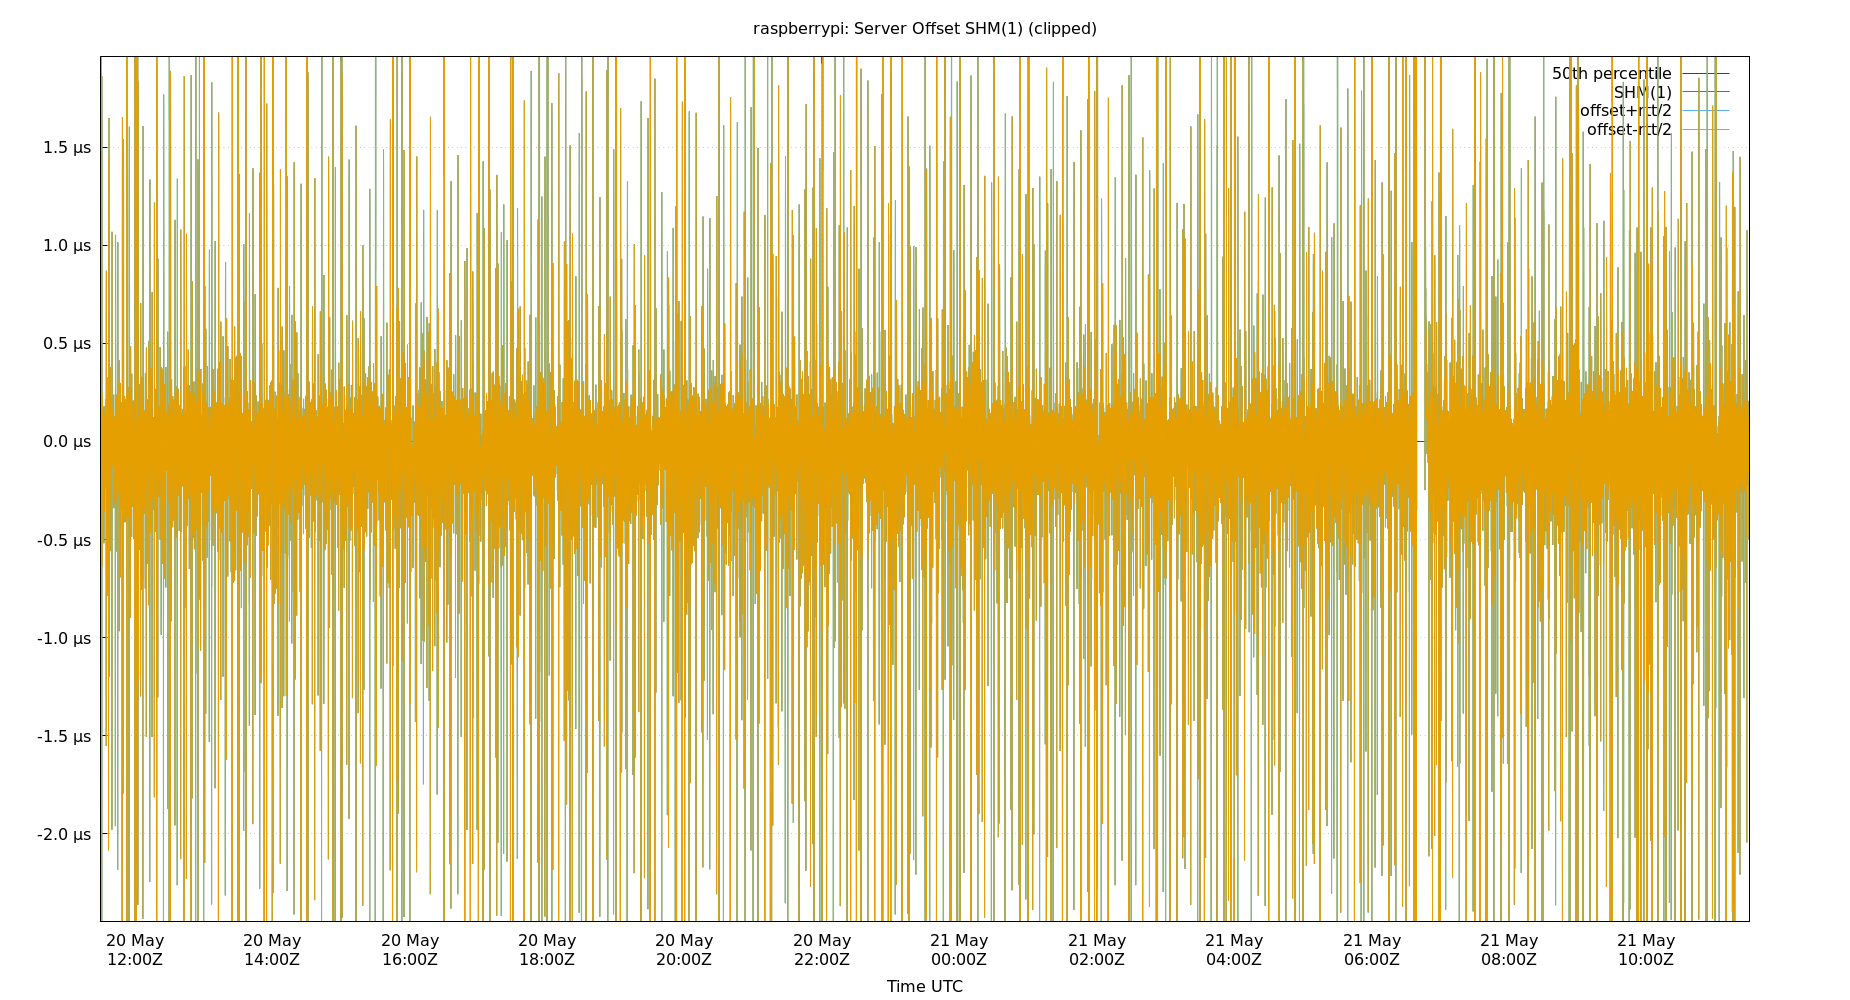 raspberrypi: Server Offset SHM(1) (clipped)
50th percentile
SHM(1)
offset+rtt/2
offset-rtt/2
1.5 µs
1.0 µs
0.5 µs
0.0 µs
-0.5 µs
-1.0 µs
-1.5 µs
-2.0 µs
20 May 20 May 20 May 20 May 20 May 20 May 21 May 21 May 21 May 21 May 21 May 21 May
12:00Z 14:00Z 16:00Z 18:00Z 20:00Z 22:00Z 00:00Z 02:00Z 04:00Z 06:00Z 08:00Z 10:00Z
Time UTC